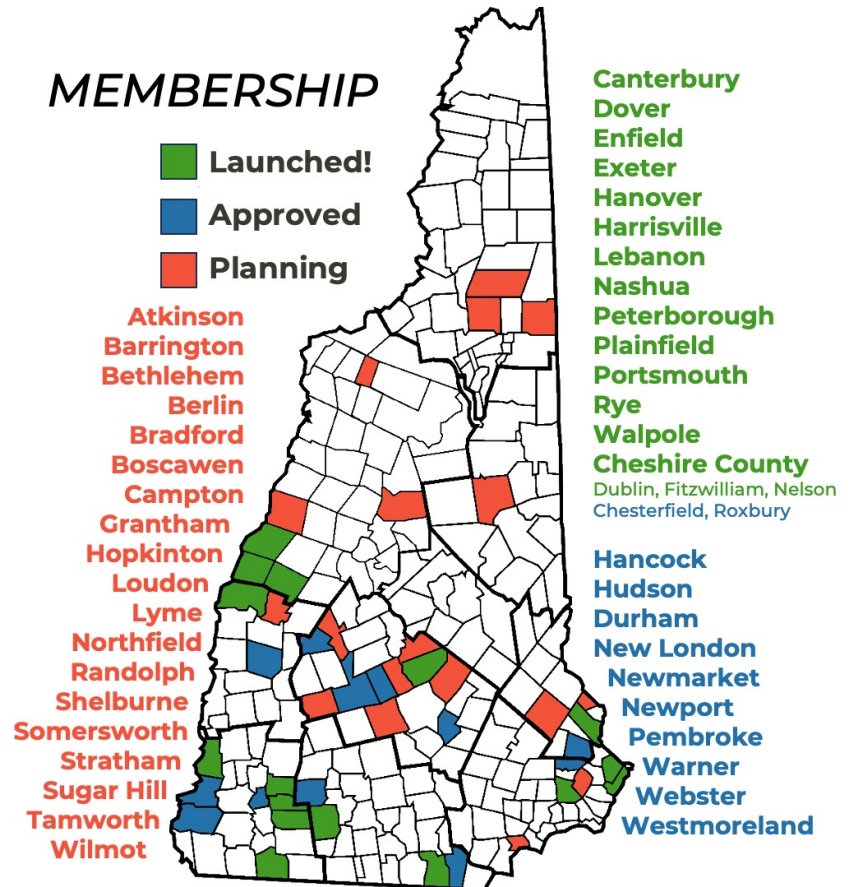 MEMBERSHIP
Launched!
Approved
Planning
Atkinson
Barrington
Bethlehem
Berlin
Bradford
Boscawen
Campton
Grantham
Hopkinton
Loudon
Lyme
Northfield
Randolph
Shelburne
Somersworth
Stratham
Sugar Hill
Tamworth
Wilmot
Canterbury
Dover
Enfield
Exeter
Hanover
Harrisville
Lebanon
Nashua
Peterborough
Plainfield
Portsmouth
Rye
Walpole
Cheshire County
Dublin, Fitzwilliam, Nelson
Chesterfield, Roxbury
Hancock
Hudson
Durham
New London
Newmarket
Newport
Pembroke
Warner
Webster
Westmoreland